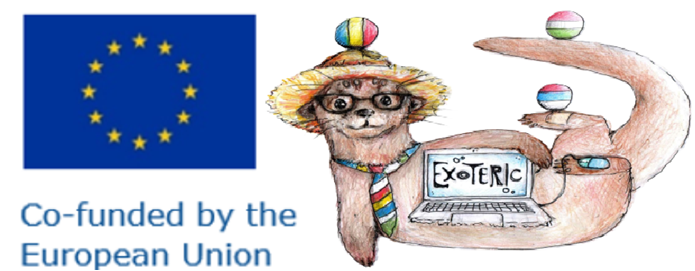 Co-funded by the
European Union
EXOTERIC